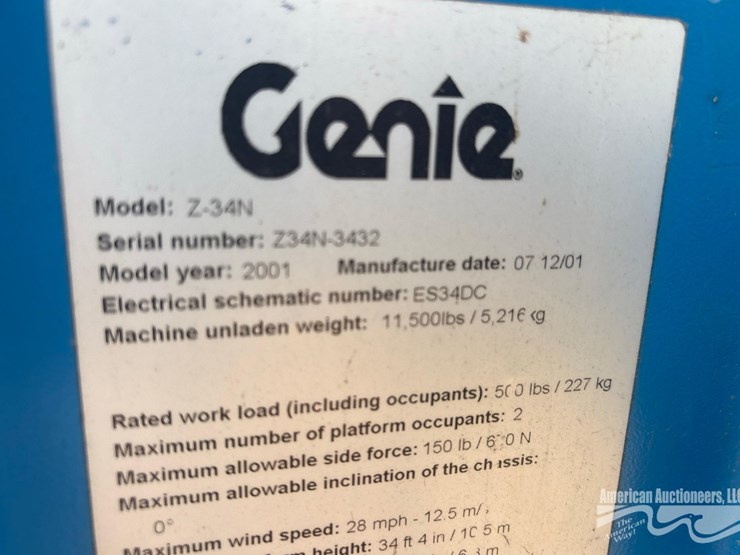 Genie
Model: Z-34N
Serial number: Z34N-3432
Model year: 2001 Manufacture date: 07 12/01
Electrical schematic number: ES34DC
Machine unladen weight: 11,500lbs / 5,216 kg
Rated work load (including occupants): 500 lbs / 227 kg
Maximum number of platform occupants: 2
Maximum allowable side force: 150 lb / 670 N
Maximum allowable inclination of the chassis:
0°
Maximum wind speed: 28 mph - 12.5 m/
height: 34 ft 4 in / 10 5 m
American Auctioneers, LLC
The American Way!